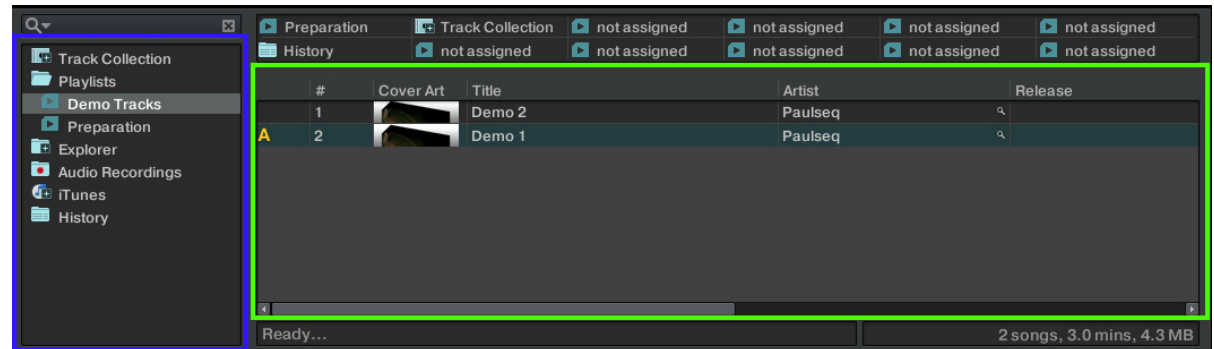 Preparation Track Collection not assigned not assigned not assigned not assigned
History not assigned not assigned not assigned not assigned not assigned
Track Collection
Playlists
Demo Tracks
Preparation
Explorer
Audio Recordings
iTunes
History
# Cover Art Title Artist Release
1 Demo 2 Paulseq
A 2 Demo 1 Paulseq
Ready...
2 songs, 3.0 mins, 4.3 MB